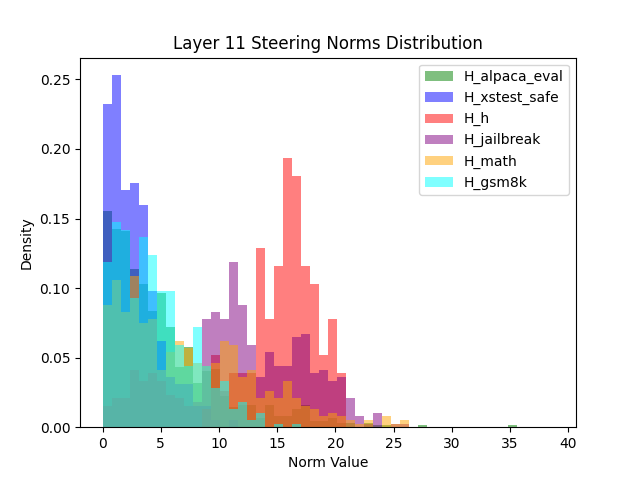 Layer 11 Steering Norms Distribution
H_alpaca_eval
H_xstest_safe
H_h
H_jailbreak
H_math
H_gsm8k
Density
0.25
0.20
0.15
0.10
0.05
0.00
0 5 10 15 20 25 30 35 40
Norm Value